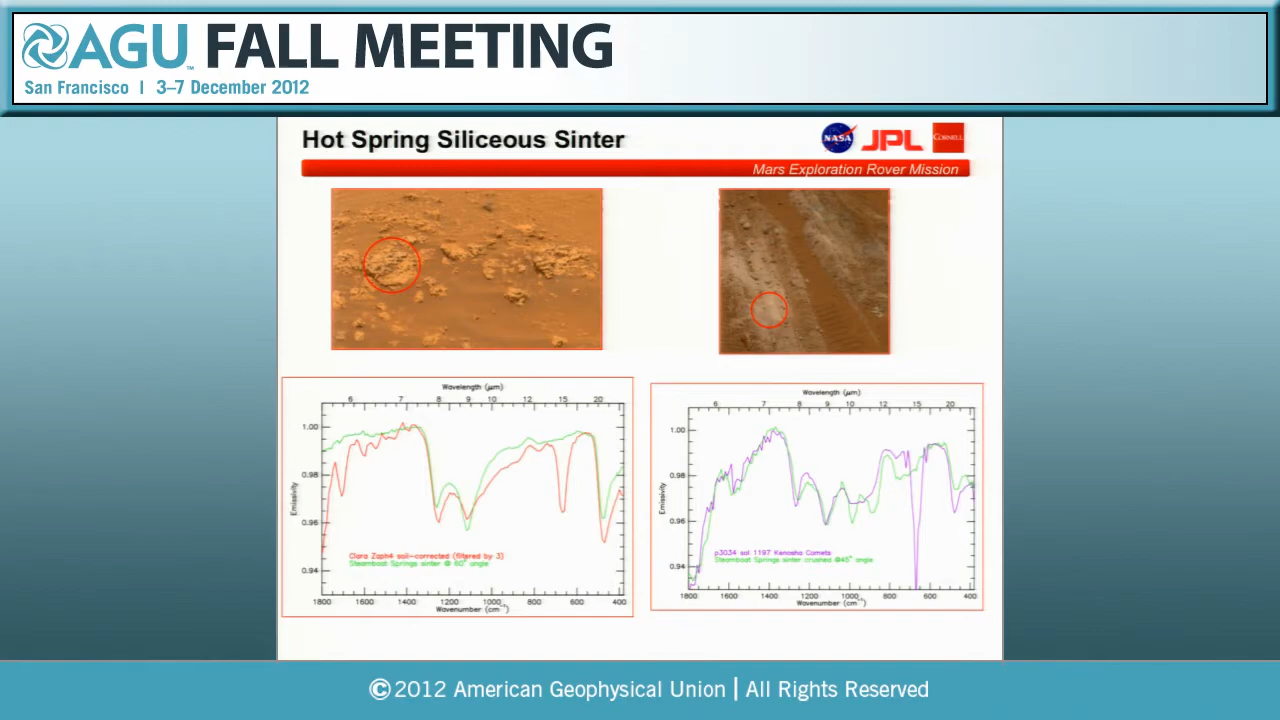 AGU™ FALL MEETING
San Francisco | 3–7 December 2012
Hot Spring Siliceous Sinter
NASA JPL CORNELL
Mars Exploration Rover Mission
Wavelength (μm)
6 7 8 9 10 12 15 20
1.00
0.98
0.96
0.94
Emissivity
Clara Zaph4 soil-corrected (filtered by 3)
Steamboat Springs sinter @ 60° angle
1800 1600 1400 1200 1000 800 600 400
Wavenumber (cm⁻¹)
Wavelength (μm)
6 7 8 9 10 12 15 20
1.00
0.98
0.96
0.94
Emissivity
p3034 sol 1197 Kenosha Comets
Steamboat Springs sinter crushed @45° angle
1800 1600 1400 1200 1000 800 600 400
Wavenumber (cm⁻¹)
©2012 American Geophysical Union | All Rights Reserved